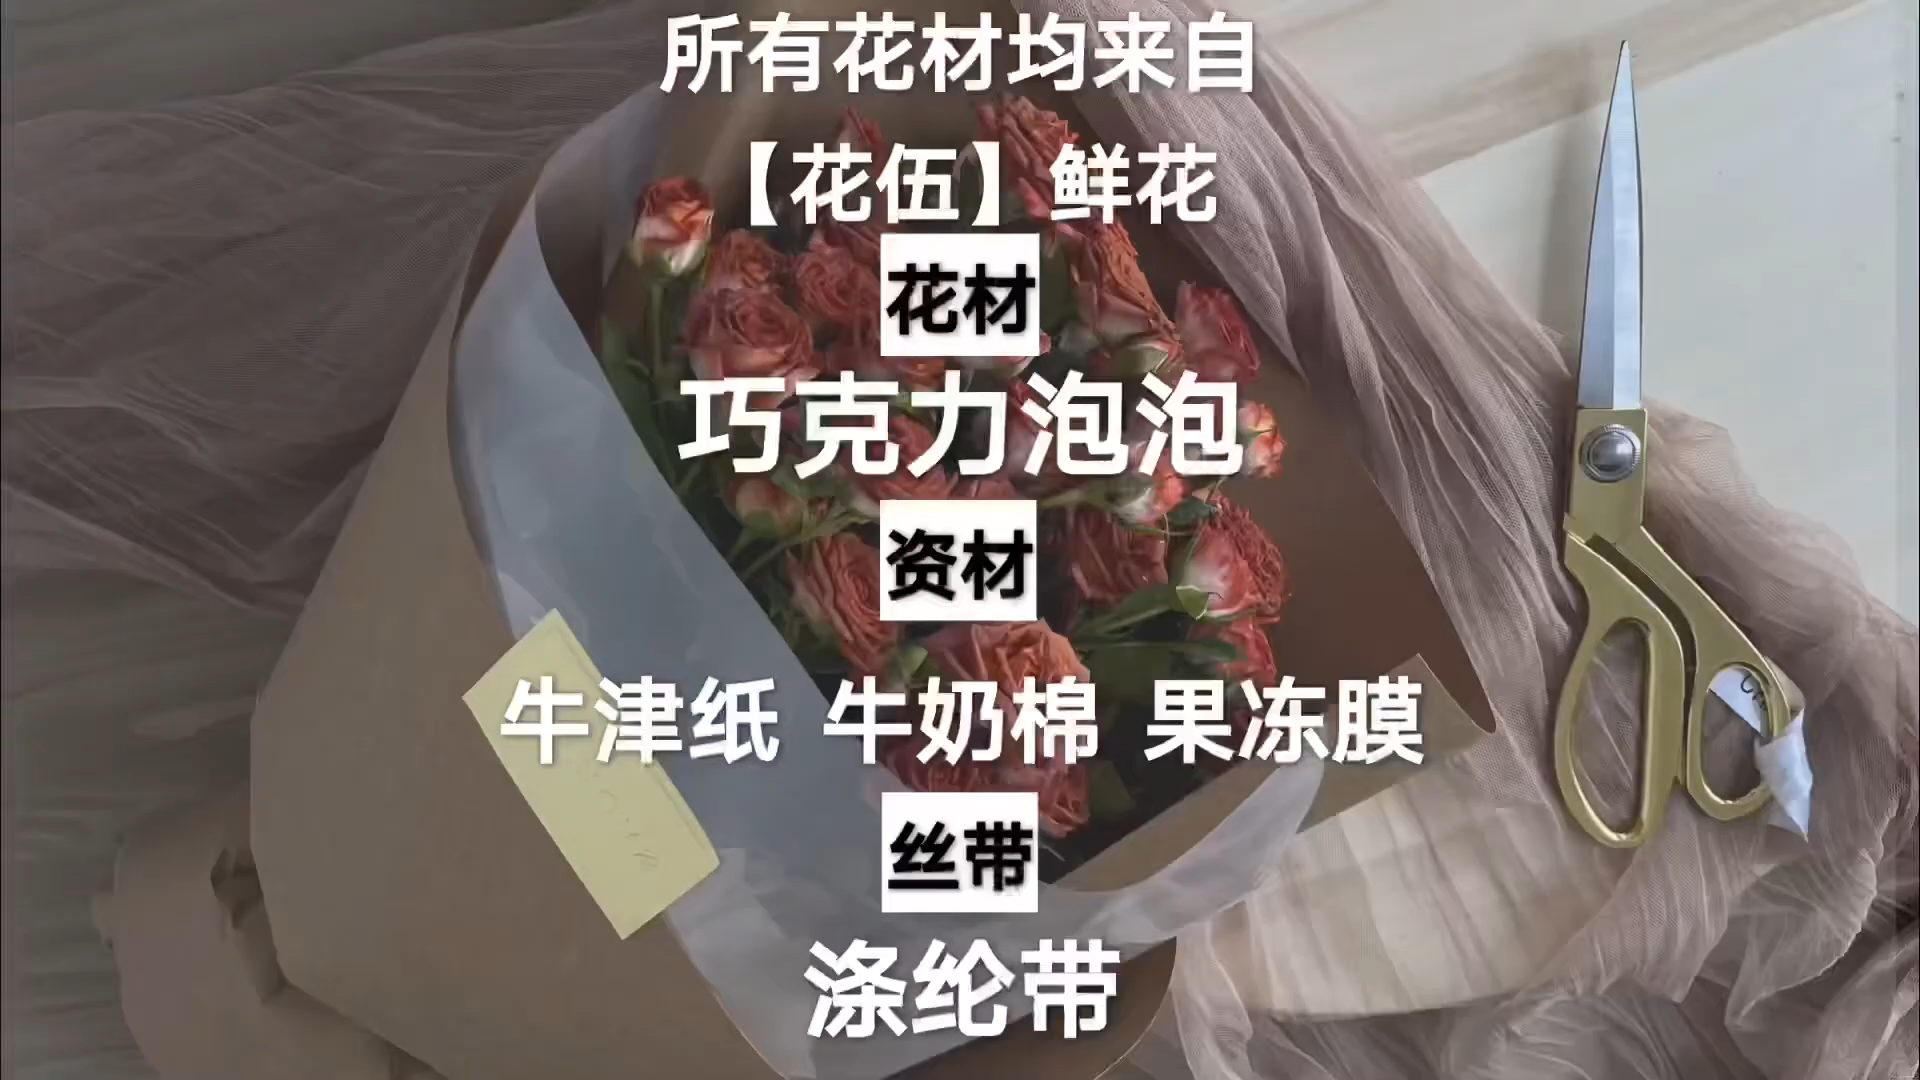 所有花材均来自
【花伍】鲜花
花材
巧克力泡泡
资材
牛津纸 牛奶棉 果冻膜
丝带
涤纶带